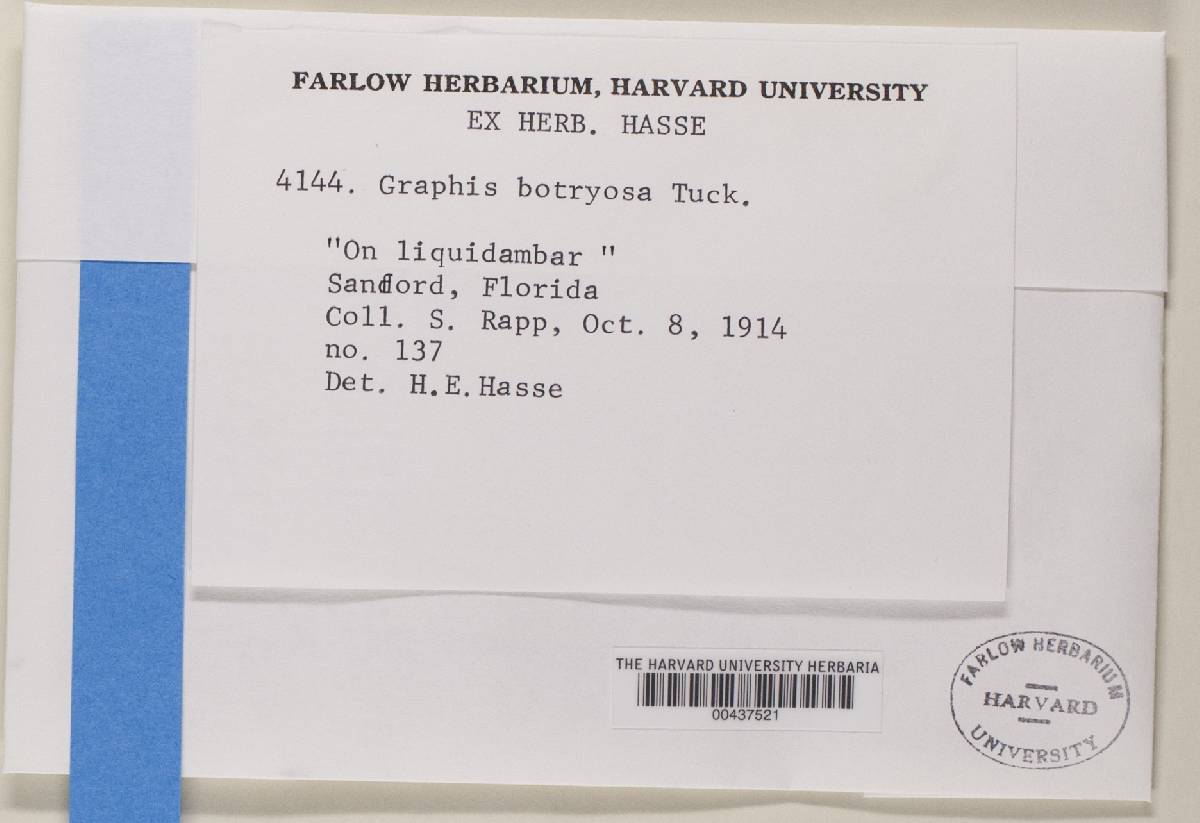 FARLOW HERBARIUM, HARVARD UNIVERSITY
EX HERB. HASSE
4144. Graphis botryosa Tuck.
"On liquidambar "
Sanford, Florida
Coll. S. Rapp, Oct. 8, 1914
no. 137
Det. H.E.Hasse
THE HARVARD UNIVERSITY HERBARIA
00437521
FARLOW HERBARIUM
HARVARD
UNIVERSITY